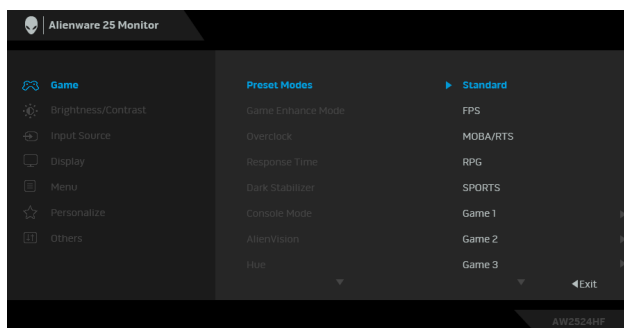 Alienware 25 Monitor
Game
Brightness/Contrast
Input Source
Display
Menu
Personalize
Others
Preset Modes
Game Enhance Mode
Overclock
Response Time
Dark Stabilizer
Console Mode
AlienVision
Hue
Standard
FPS
MOBA/RTS
RPG
SPORTS
Game 1
Game 2
Game 3
Exit
AW2524HF